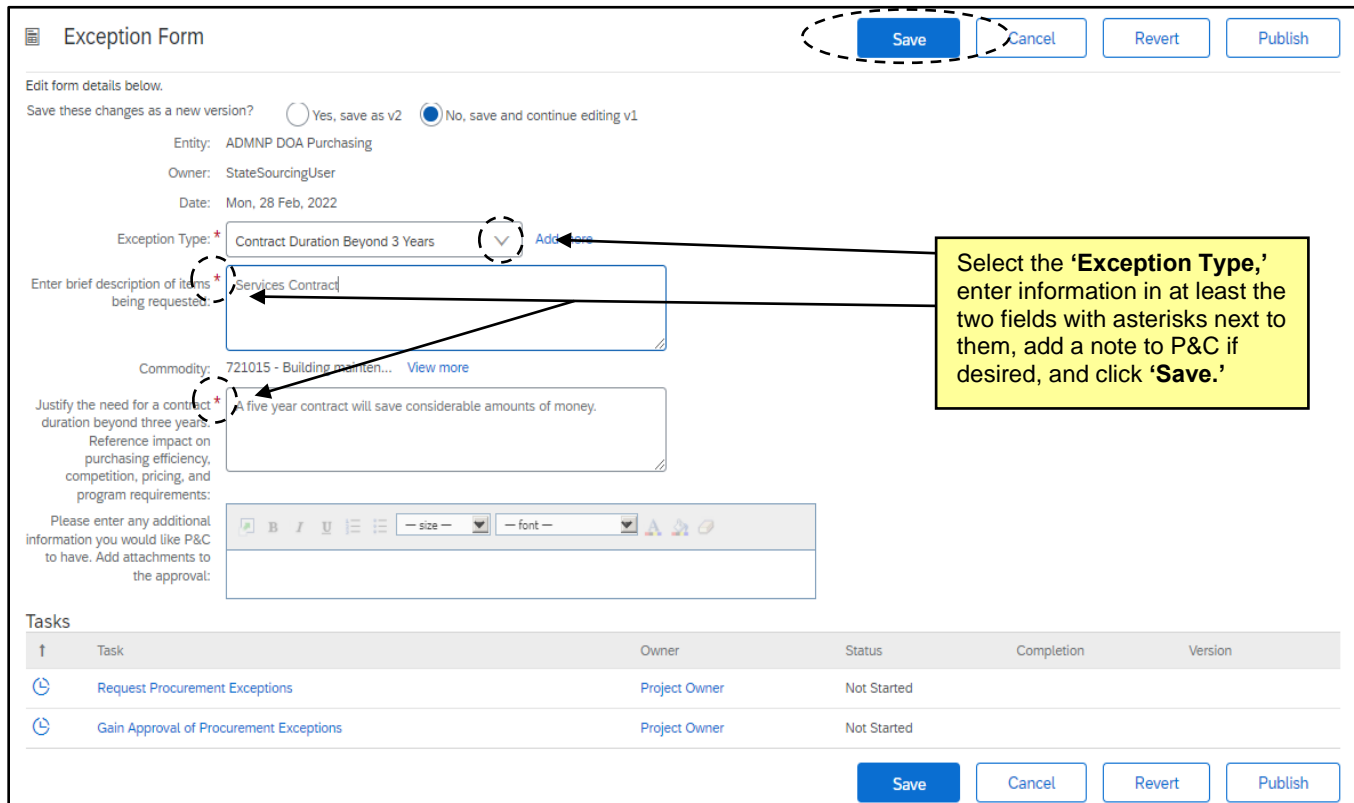 Exception Form
Save Cancel Revert Publish
Edit form details below.
Save these changes as a new version? Yes, save as v2 No, save and continue editing v1
Entity: ADMNP DOA Purchasing
Owner: StateSourcingUser
Date: Mon, 28 Feb, 2022
Exception Type: * Contract Duration Beyond 3 Years Add more
Enter brief description of items * Services Contract
being requested:
Commodity: 721015 - Building mainten... View more
Justify the need for a contract * A five year contract will save considerable amounts of money.
duration beyond three years.
Reference impact on
purchasing efficiency,
competition, pricing, and
program requirements:
Please enter any additional
information you would like P&C
to have. Add attachments to
the approval:
B I U — size — — font — A
Select the ‘Exception Type,’
enter information in at least the
two fields with asterisks next to
them, add a note to P&C if
desired, and click ‘Save.’
Tasks
↑ Task Owner Status Completion Version
Request Procurement Exceptions Project Owner Not Started
Gain Approval of Procurement Exceptions Project Owner Not Started
Save Cancel Revert Publish